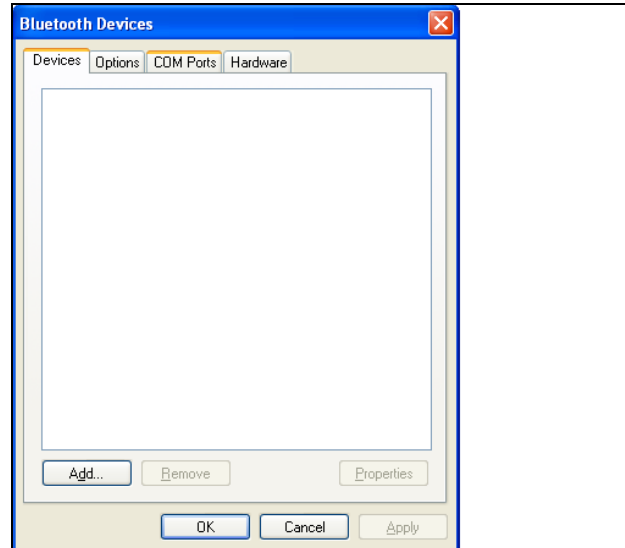 Bluetooth Devices
Devices Options COM Ports Hardware
Add... Remove Properties
OK Cancel Apply